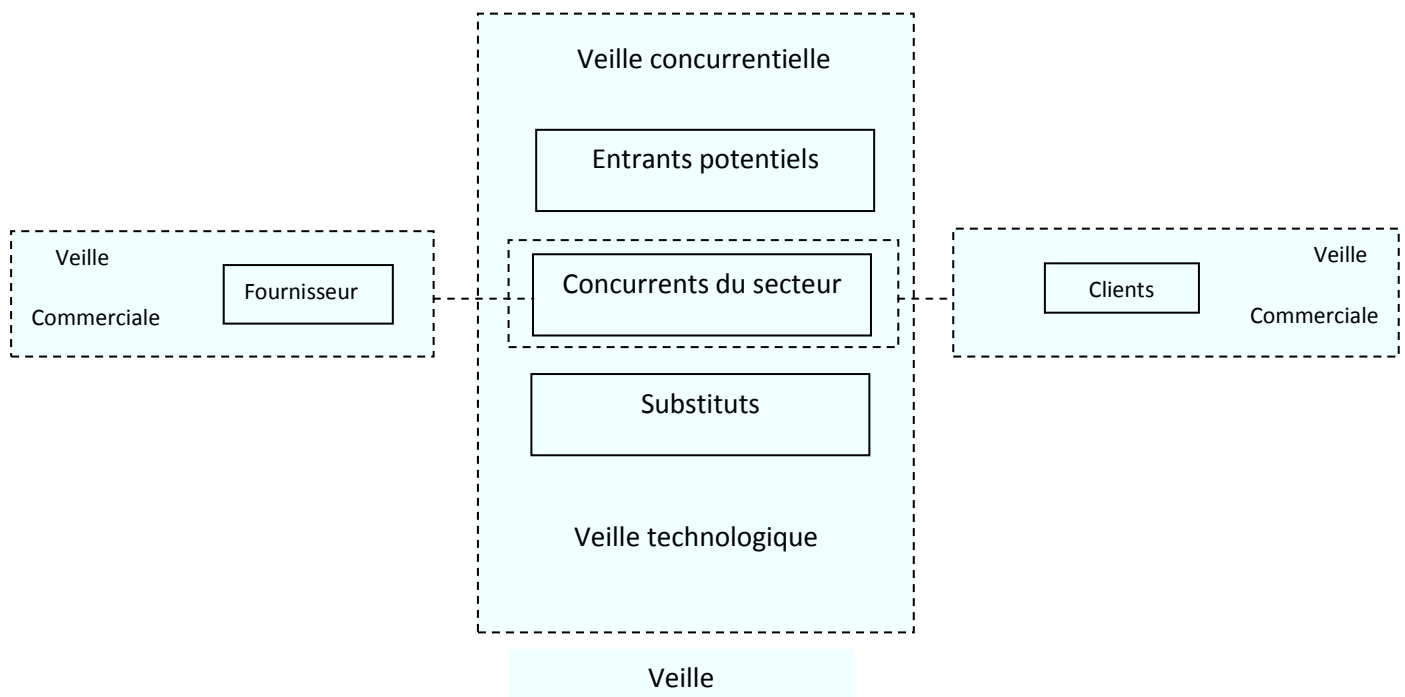 Veille concurrentielle
Entrants potentiels
Veille
Commerciale
Fournisseur
Concurrents du secteur
Clients
Veille
Commerciale
Substituts
Veille technologique
Veille